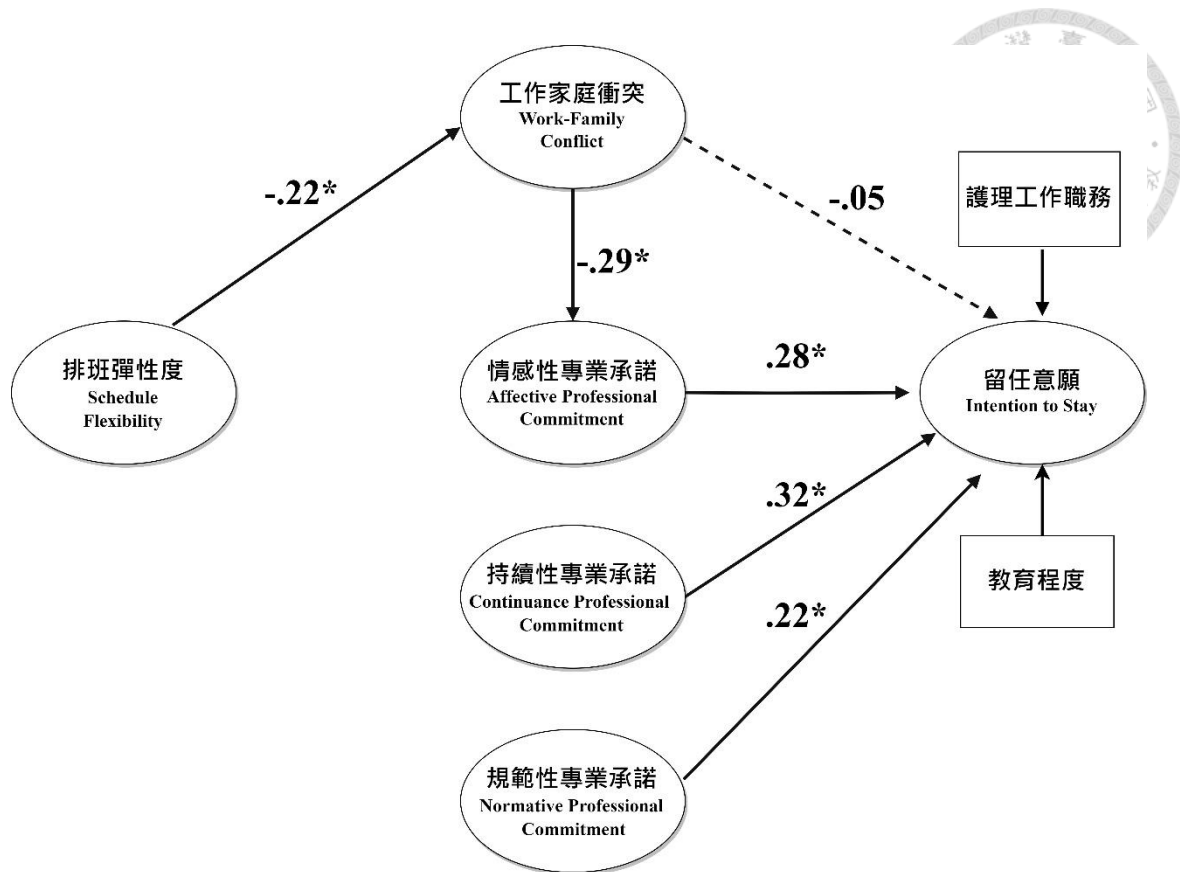 工作家庭衝突
Work-Family
Conflict
-.22*
-.05
護理工作職務
-.29*
排班彈性度
Schedule
Flexibility
情感性專業承諾
Affective Professional
Commitment
.28*
留任意願
Intention to Stay
.32*
持續性專業承諾
Continuance Professional
Commitment
教育程度
.22*
規範性專業承諾
Normative Professional
Commitment